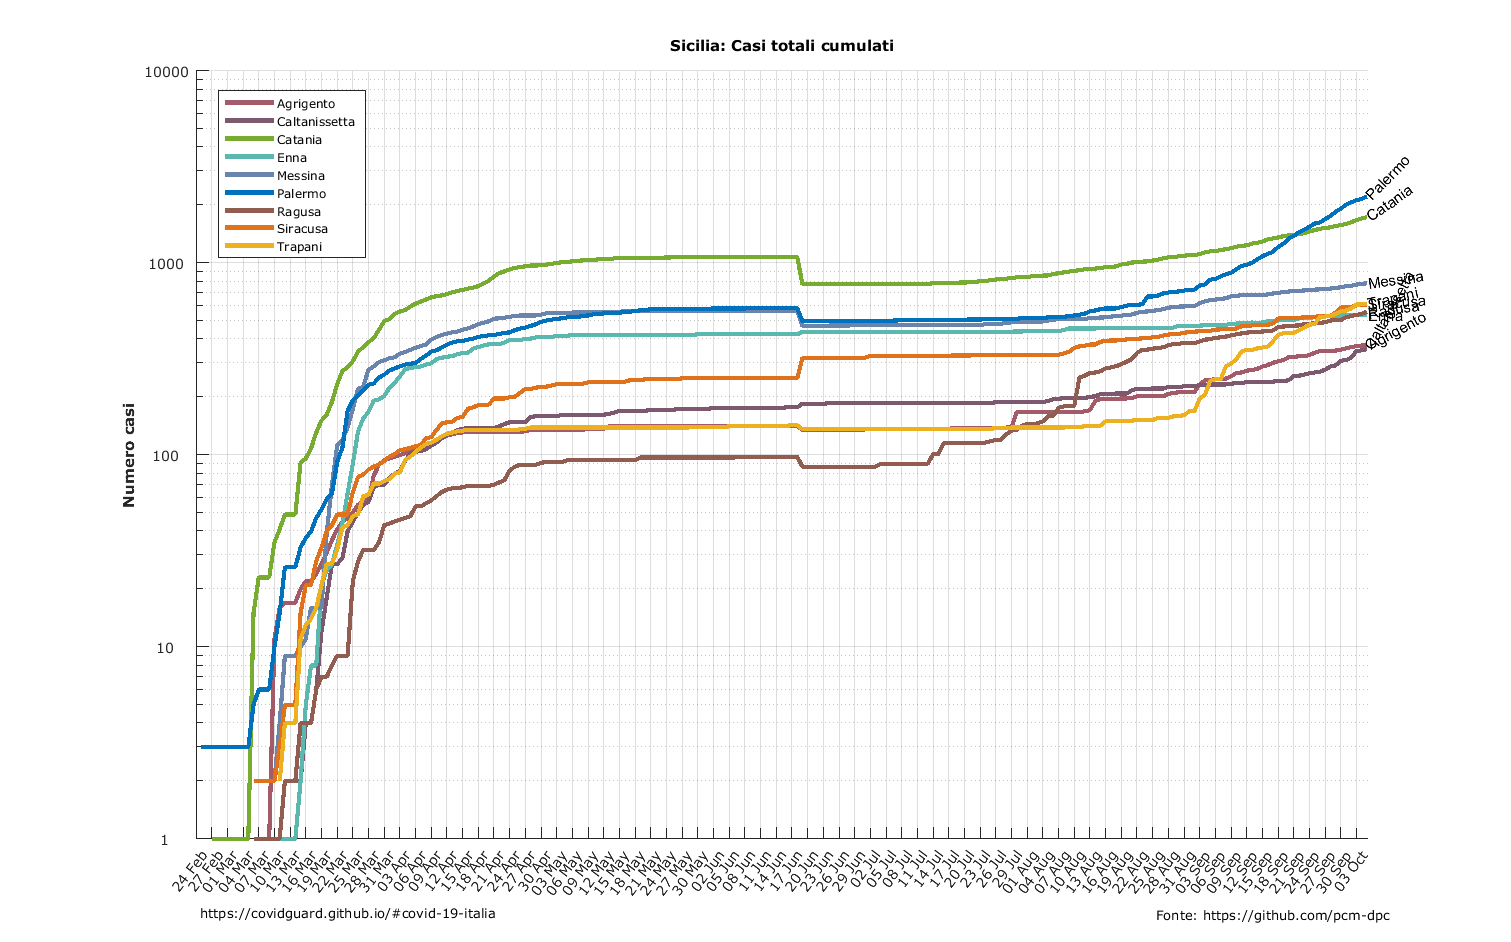 Sicilia: Casi totali cumulati
Numero casi
10000
1000
100
10
1
Agrigento
Caltanissetta
Catania
Enna
Messina
Palermo
Ragusa
Siracusa
Trapani
Palermo
Catania
Messina
Trapani
Siracusa
Ragusa
Enna
Caltanissetta
Agrigento
24 Feb
27 Feb
01 Mar
04 Mar
07 Mar
10 Mar
13 Mar
16 Mar
19 Mar
22 Mar
25 Mar
28 Mar
31 Mar
03 Apr
06 Apr
09 Apr
12 Apr
15 Apr
18 Apr
21 Apr
24 Apr
27 Apr
30 Apr
03 May
06 May
09 May
12 May
15 May
18 May
21 May
24 May
27 May
30 May
02 Jun
05 Jun
08 Jun
11 Jun
14 Jun
17 Jun
20 Jun
23 Jun
26 Jun
29 Jun
02 Jul
05 Jul
08 Jul
11 Jul
14 Jul
17 Jul
20 Jul
23 Jul
26 Jul
29 Jul
01 Aug
04 Aug
07 Aug
10 Aug
13 Aug
16 Aug
19 Aug
22 Aug
25 Aug
28 Aug
31 Aug
03 Sep
06 Sep
09 Sep
12 Sep
15 Sep
18 Sep
21 Sep
24 Sep
27 Sep
30 Sep
03 Oct
https://covidguard.github.io/#covid-19-italia
Fonte: https://github.com/pcm-dpc